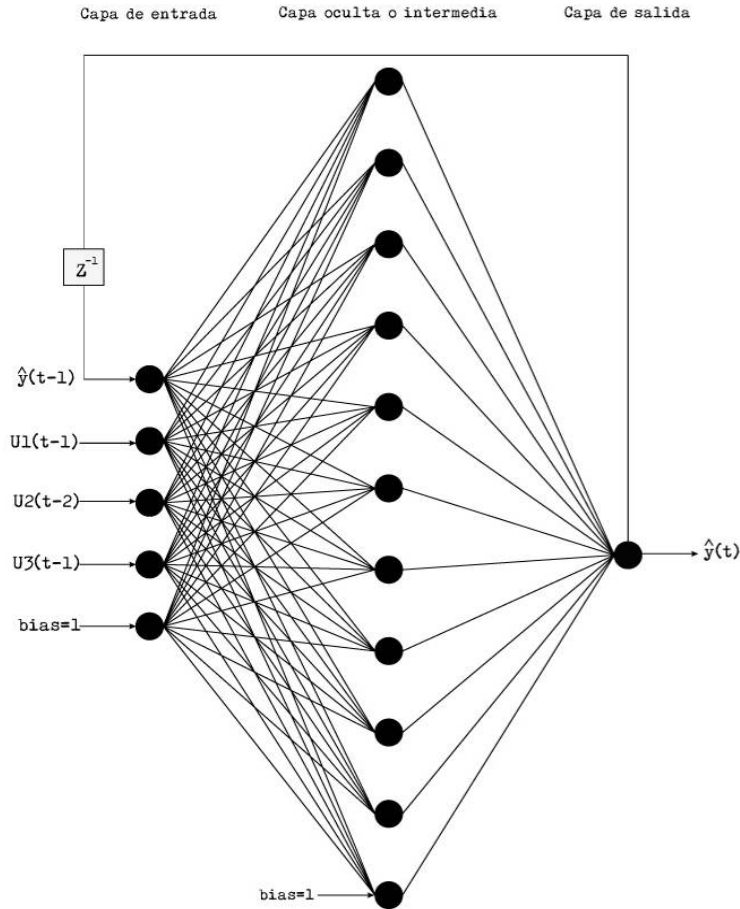 Capa de entrada
Capa oculta o intermedia
Capa de salida
Z⁻¹
ŷ(t-1)
U1(t-1)
U2(t-2)
U3(t-1)
bias=1
ŷ(t)
bias=1